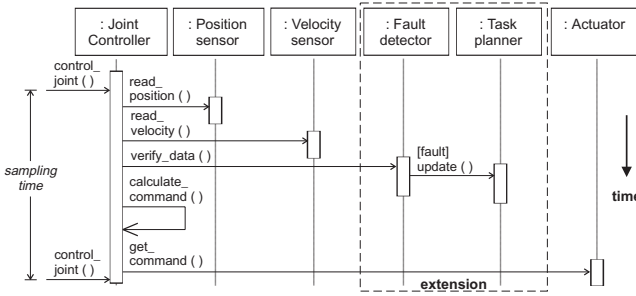 : Joint
Controller
: Position
sensor
: Velocity
sensor
: Fault
detector
: Task
planner
: Actuator
control_
joint ( )
read_
position ( )
read_
velocity ( )
verify_data ( )
[fault]
update ( )
sampling
time
calculate_
command ( )
time
control_
joint ( )
get_
command ( )
extension